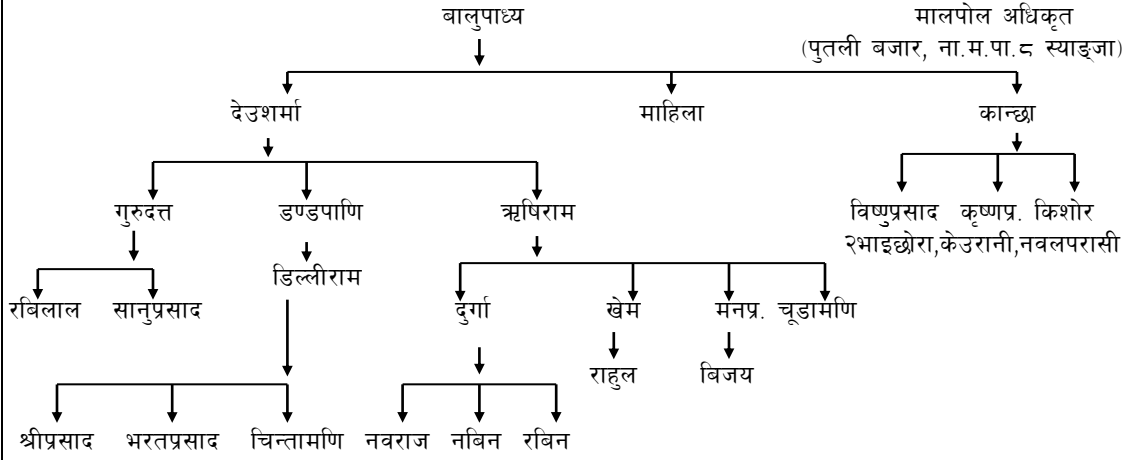 बालुपाध्य मालपोल अधिकृत
(पुतली बजार, ना.म.पा.८ स्याङ्जा)
देउशर्मा माहिला कान्छा
गुरुदत्त डण्डपाणि ऋषिराम विष्णुप्रसाद कृष्णप्र. किशोर
२भाइछोरा,केउरानी,नवलपरासी
डिल्लीराम
रबिलाल सानुप्रसाद दुर्गा खेम मनप्र. चूडामणि
राहुल बिजय
श्रीप्रसाद भरतप्रसाद चिन्तामणि नवराज नबिन रबिन